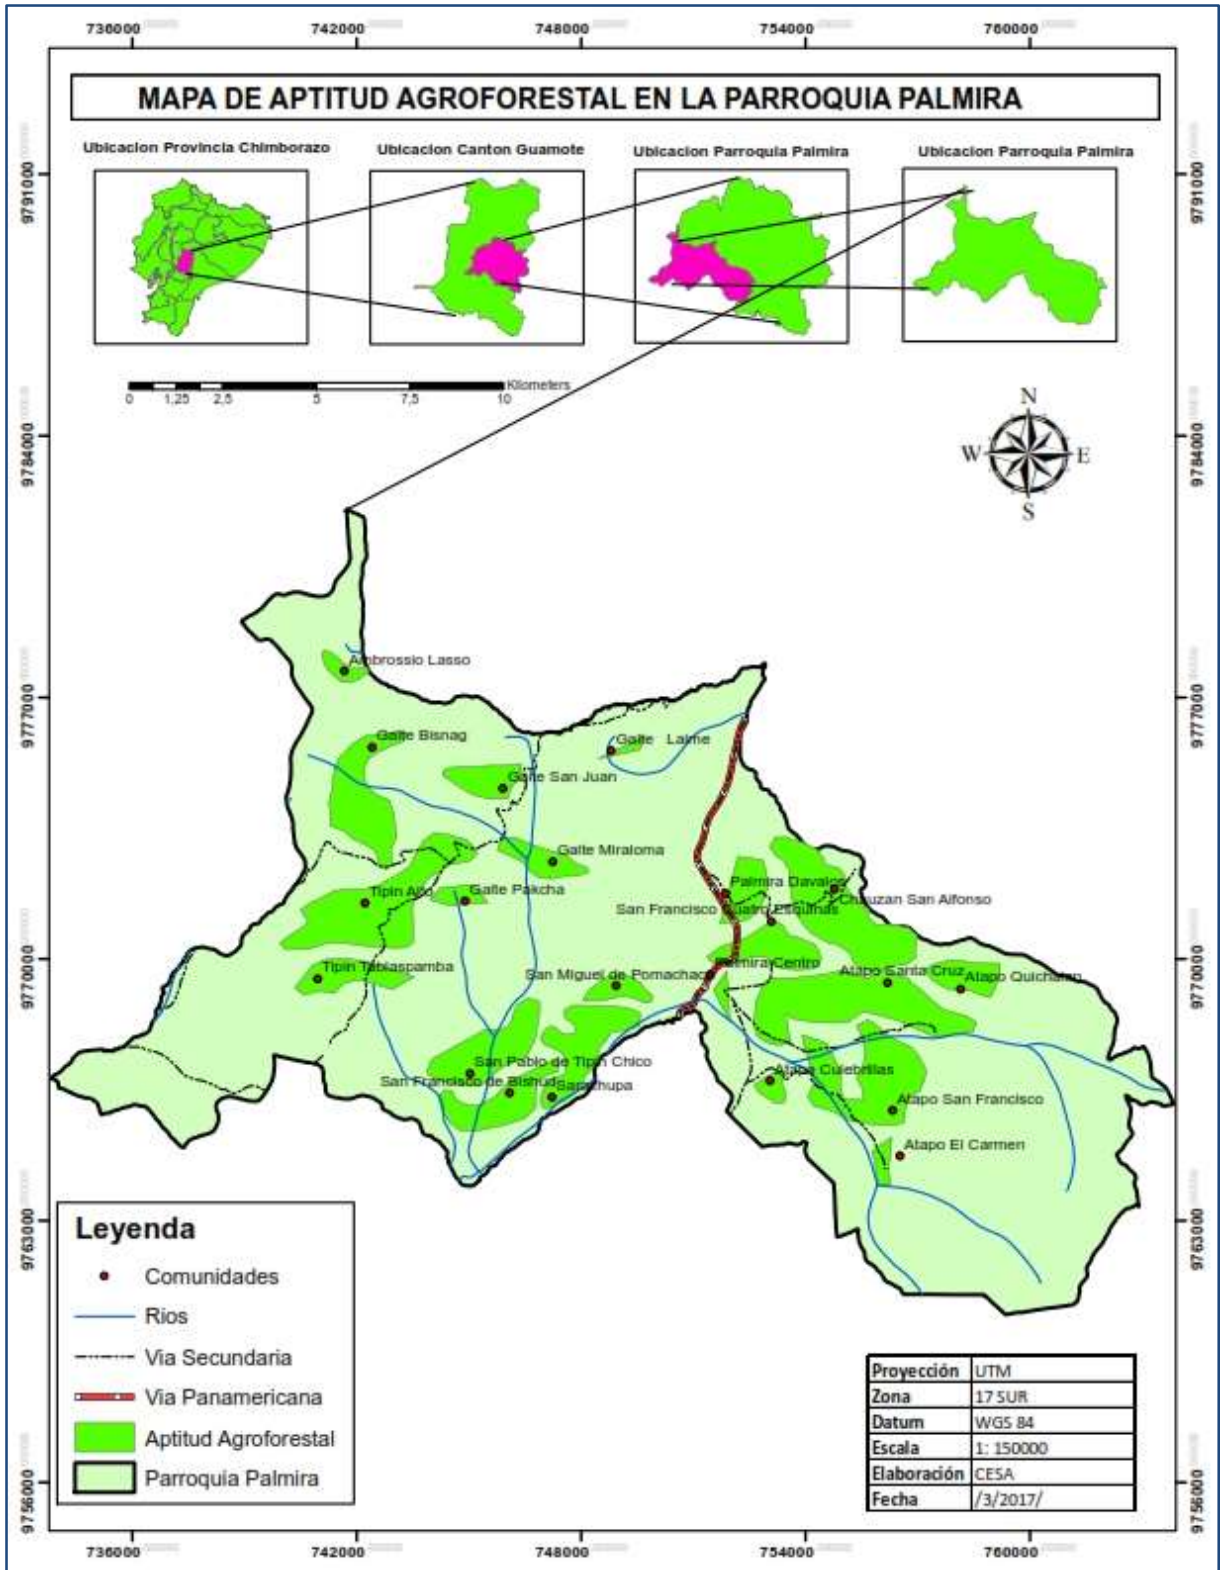 736000 742000 748000 754000 760000
MAPA DE APTITUD AGROFORESTAL EN LA PARROQUIA PALMIRA
Ubicacion Provincia Chimborazo
Ubicacion Canton Guamote
Ubicacion Parroquia Palmira
Ubicacion Parroquia Palmira
9791000 9791000
Kilometers
0 1,25 2,5 5 7,5 10
9784000 9784000
N
W E
S
9777000 9777000
Ambrossio Lasso
Galte Bisnag
Galte Laime
Galte San Juan
Galte Miraloma
Palmira Davalos
Tipin Alto
Galte Pakcha
Chauzan San Alfonso
San Francisco Cuatro Esquinas
9770000 9770000
Tipin Tablaspamba
San Miguel de Pomachaca
Palmira Centro
Atapo Santa Cruz
Atapo Quichalan
San Pablo de Tipin Chico
San Francisco de Bishud
Sarachupa
Atapo Culebrillas
Atapo San Francisco
Atapo El Carmen
9763000 9763000
Leyenda
Comunidades
Rios
Via Secundaria
Via Panamericana
Aptitud Agroforestal
Parroquia Palmira
Proyección UTM
Zona 17 SUR
Datum WGS 84
Escala 1: 150000
Elaboración CESA
Fecha /3/2017/
9756000 9756000
736000 742000 748000 754000 760000